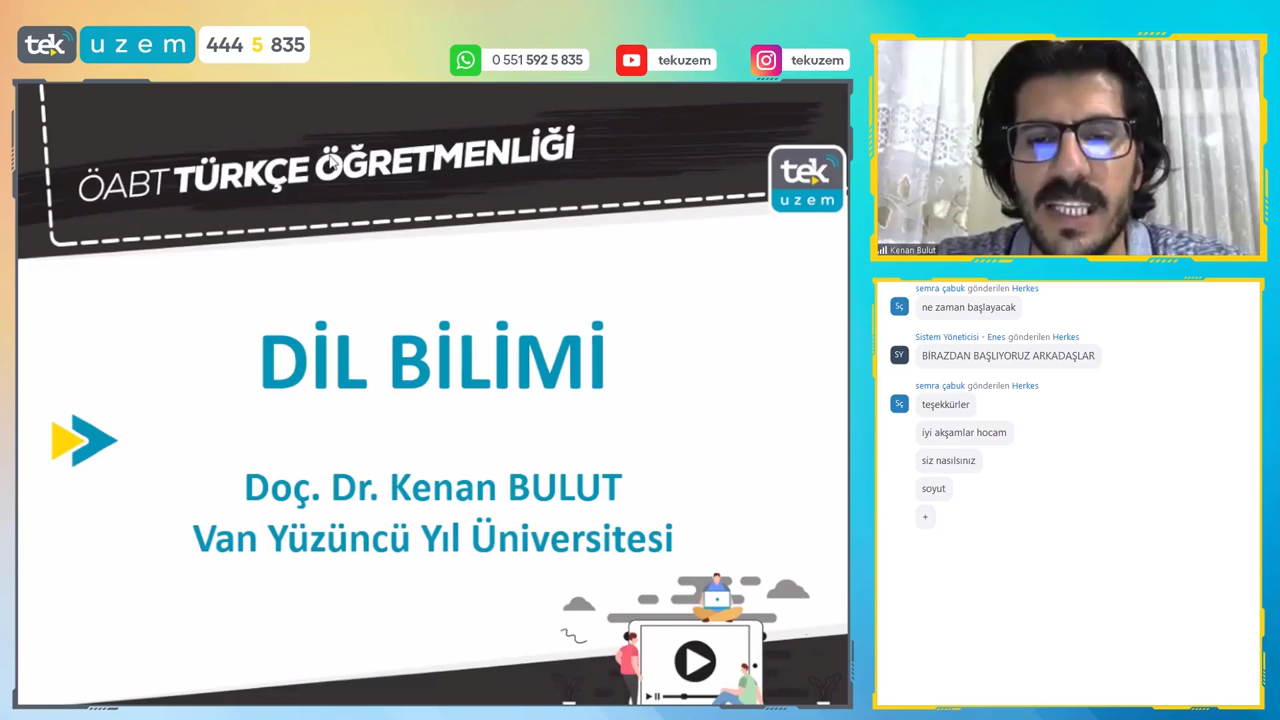 tek uzem 444 5 835
0 551 592 5 835
tekuzem
tekuzem
ÖABT TÜRKÇE ÖĞRETMENLİĞİ
tek
uzem
DİL BİLİMİ
Doç. Dr. Kenan BULUT
Van Yüzüncü Yıl Üniversitesi
Kenan Bulut
semra çabuk gönderilen Herkes
SÇ
ne zaman başlayacak
Sistem Yöneticisi - Enes gönderilen Herkes
SY
BİRAZDAN BAŞLIYORUZ ARKADAŞLAR
semra çabuk gönderilen Herkes
SÇ
teşekkürler
iyi akşamlar hocam
siz nasılsınız
soyut
+